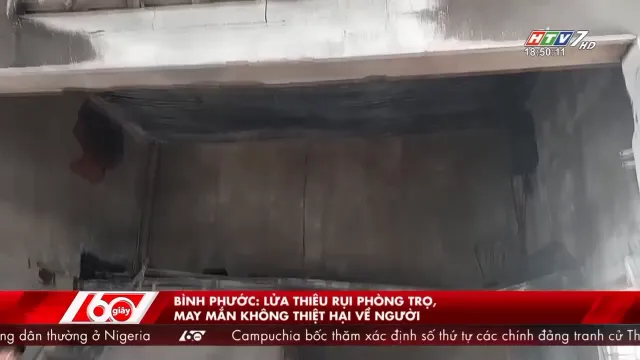 HTV7 HD
18:50:11
60 giây
BÌNH PHƯỚC: LỬA THIÊU RỤI PHÒNG TRỌ,
MAY MẮN KHÔNG THIỆT HẠI VỀ NGƯỜI
ng dân thường ở Nigeria 60 Campuchia bốc thăm xác định số thứ tự các chính đảng tranh cử Th